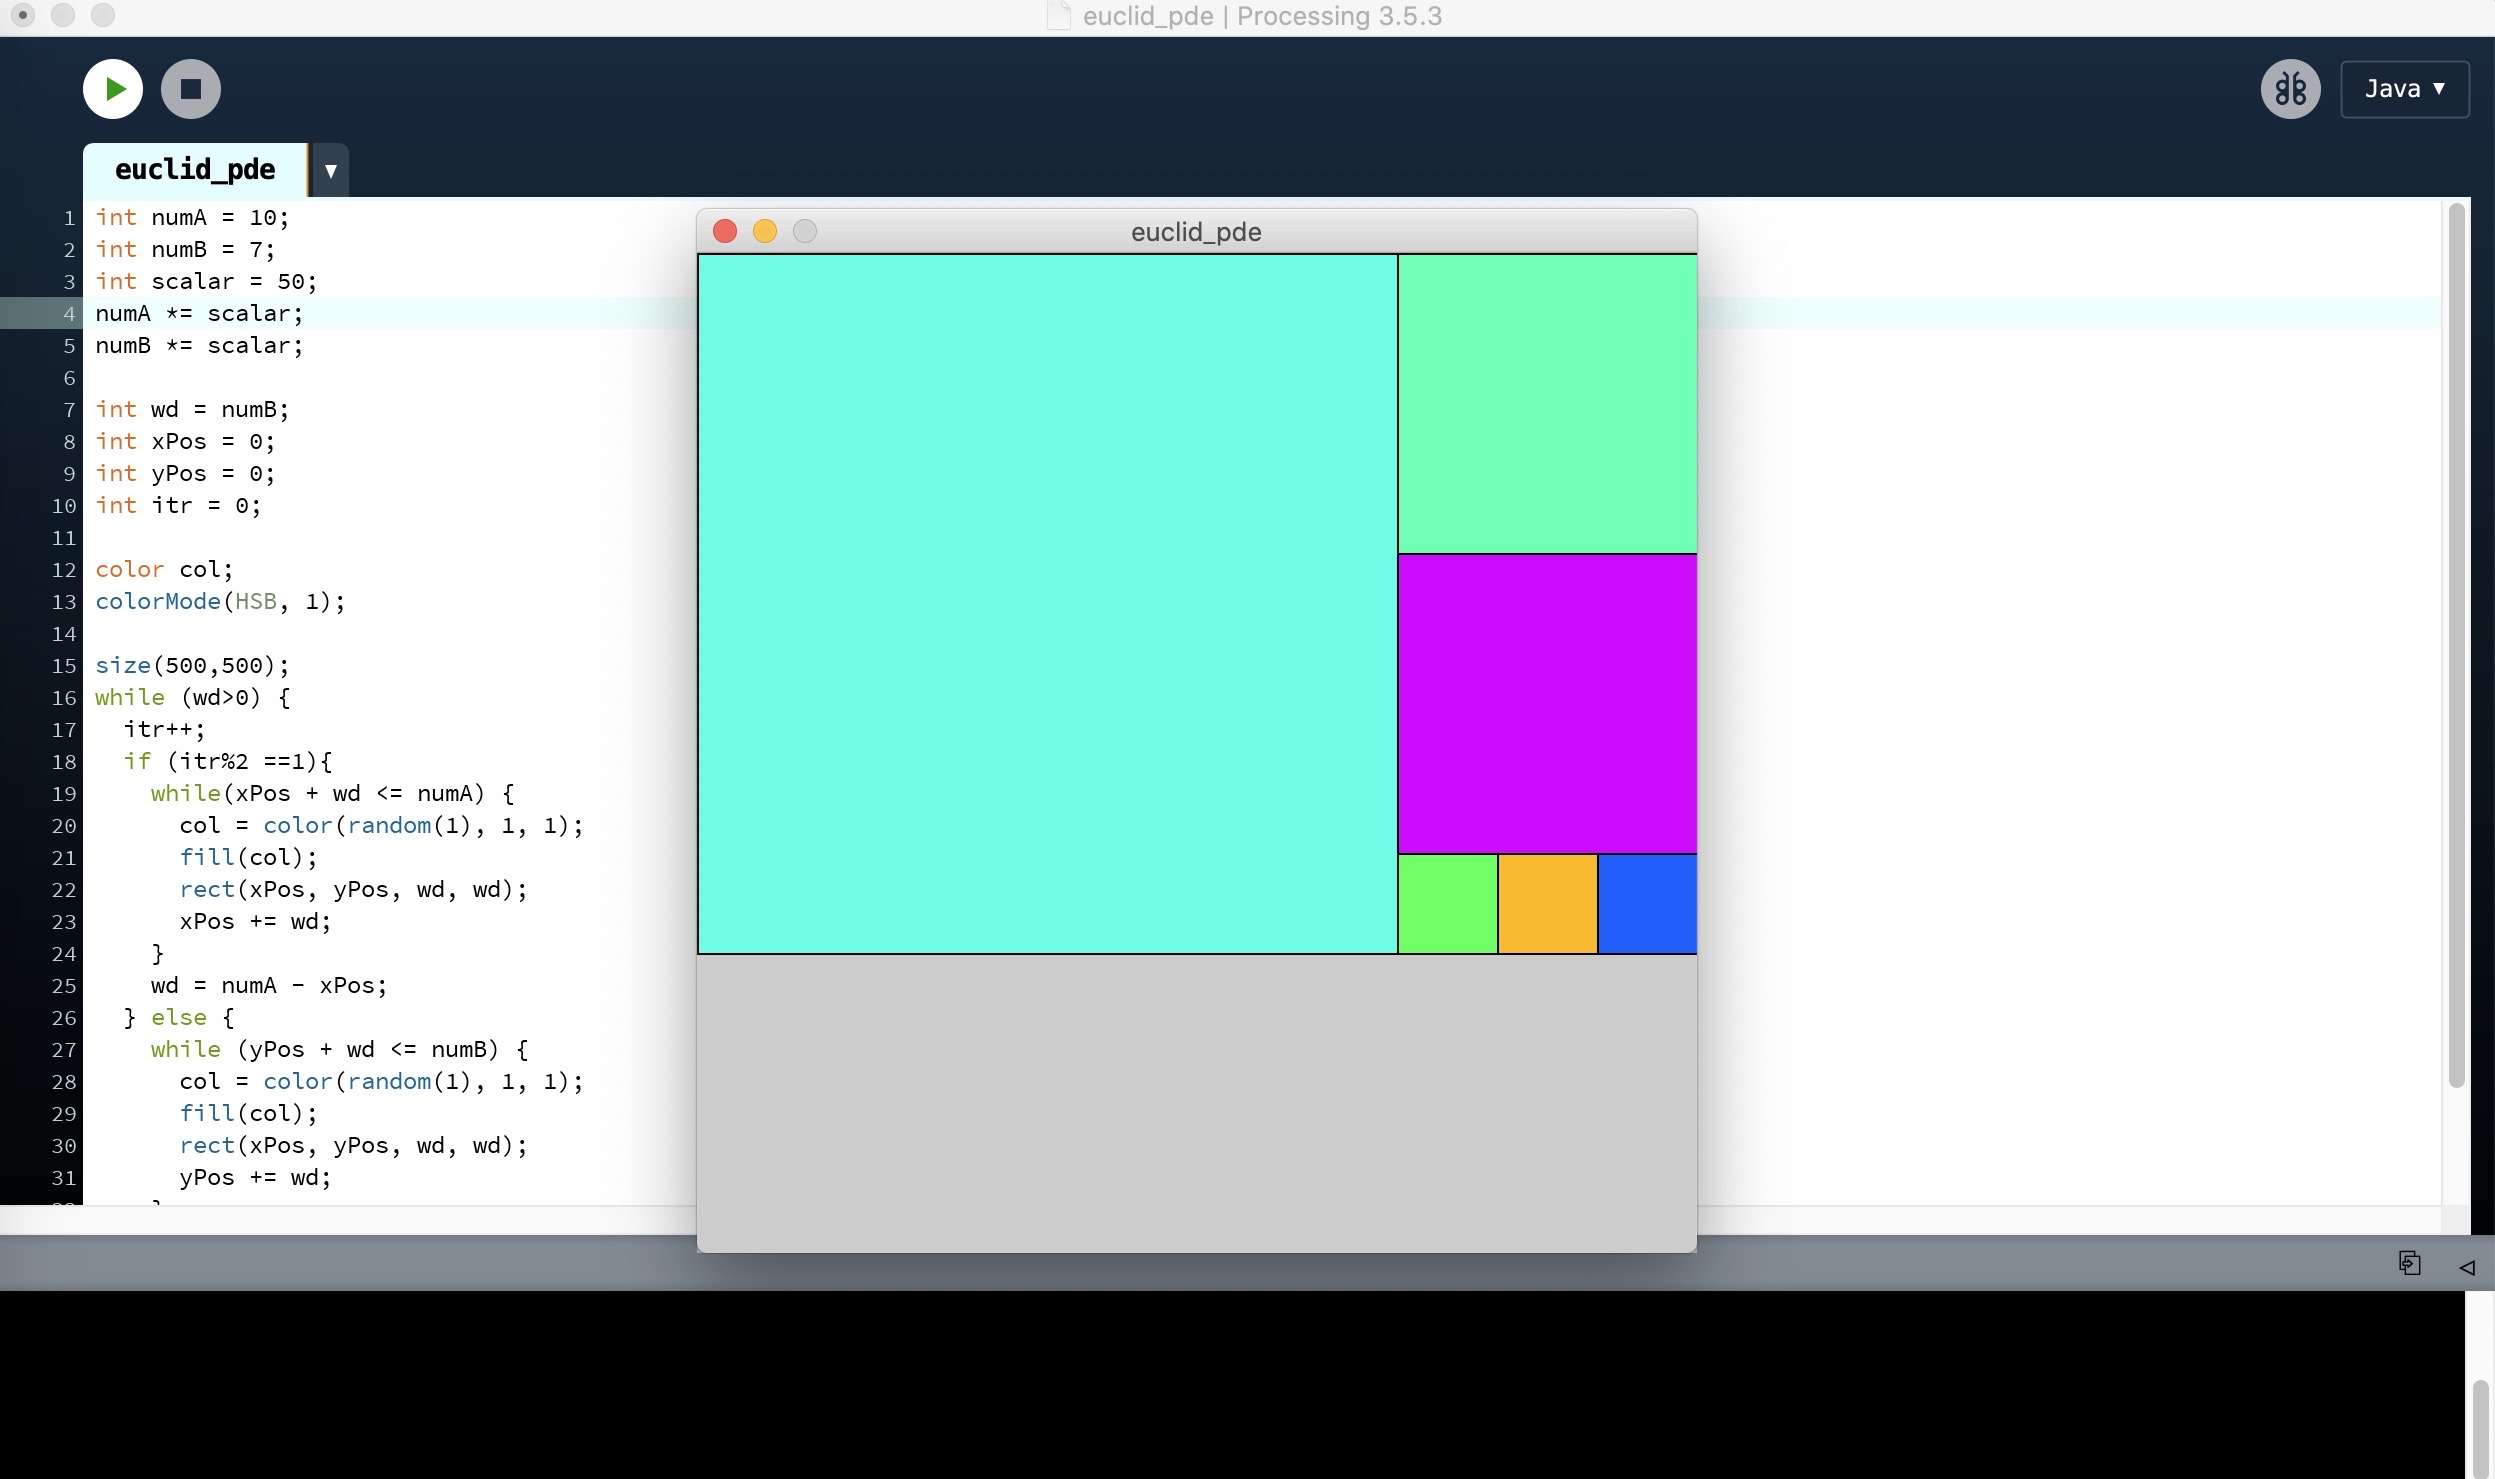 euclid_pde | Processing 3.5.3
Java ▼
euclid_pde ▼
1 int numA = 10;
2 int numB = 7;
3 int scalar = 50;
4 numA *= scalar;
5 numB *= scalar;
6
7 int wd = numB;
8 int xPos = 0;
9 int yPos = 0;
10 int itr = 0;
11
12 color col;
13 colorMode(HSB, 1);
14
15 size(500,500);
16 while (wd>0) {
17 itr++;
18 if (itr%2 ==1){
19 while(xPos + wd <= numA) {
20 col = color(random(1), 1, 1);
21 fill(col);
22 rect(xPos, yPos, wd, wd);
23 xPos += wd;
24 }
25 wd = numA - xPos;
26 } else {
27 while (yPos + wd <= numB) {
28 col = color(random(1), 1, 1);
29 fill(col);
30 rect(xPos, yPos, wd, wd);
31 yPos += wd;
euclid_pde